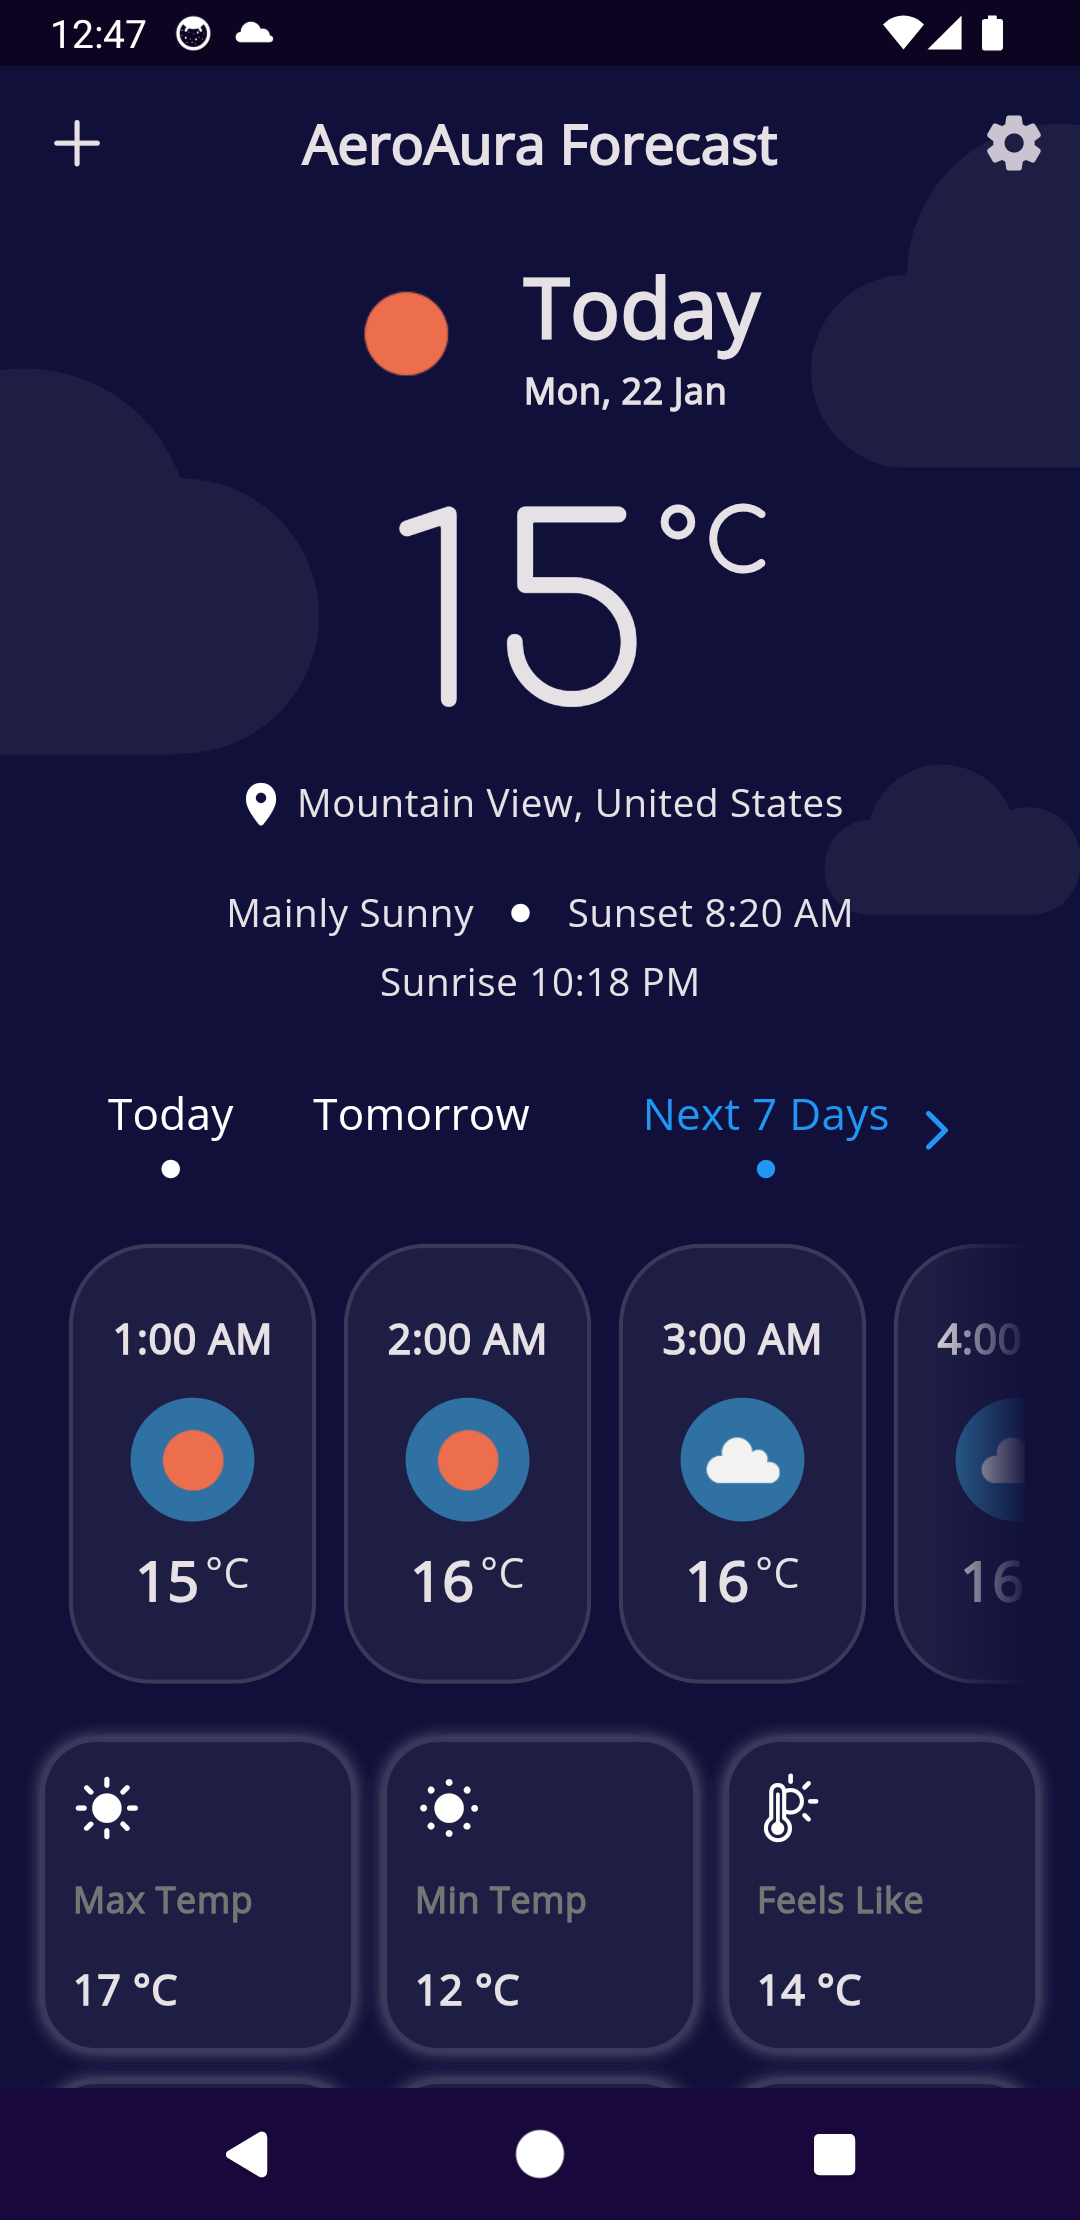 12:47
AeroAura Forecast
Today
Mon, 22 Jan
15 °C
Mountain View, United States
Mainly Sunny
Sunset 8:20 AM
Sunrise 10:18 PM
Today
Tomorrow
Next 7 Days
1:00 AM
2:00 AM
3:00 AM
4:00
15 °C
16 °C
16 °C
16
Max Temp
Min Temp
Feels Like
17 °C
12 °C
14 °C